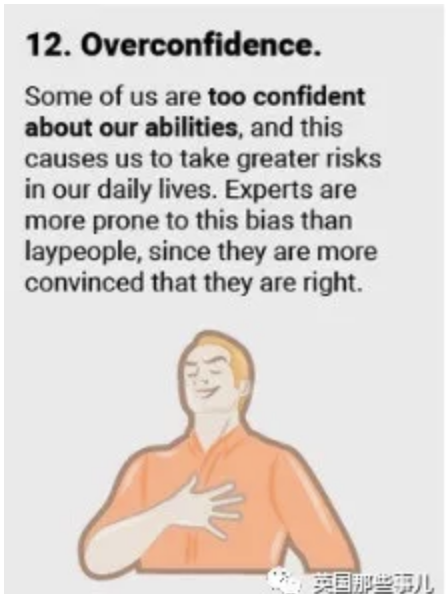 12. Overconfidence.
Some of us are too confident
about our abilities, and this
causes us to take greater risks
in our daily lives. Experts are
more prone to this bias than
laypeople, since they are more
convinced that they are right.
英国那些事儿